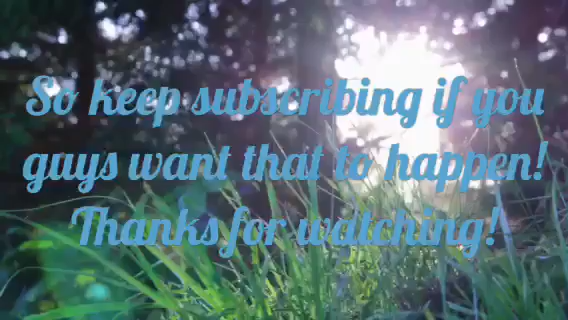 So keep subscribing if you
guys want that to happen!
Thanks for watching!